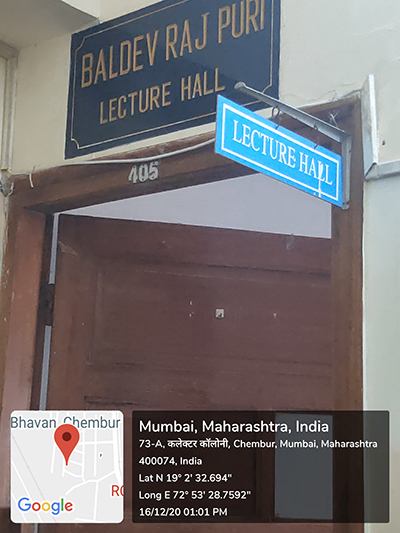 BALDEV RAJ PURI
LECTURE HALL
LECTURE HALL
405
Bhavan, Chembur
RC
Google
Mumbai, Maharashtra, India
73-A, कलेक्टर कॉलोनी, Chembur, Mumbai, Maharashtra
400074, India
Lat N 19° 2' 32.694"
Long E 72° 53' 28.7592"
16/12/20 01:01 PM